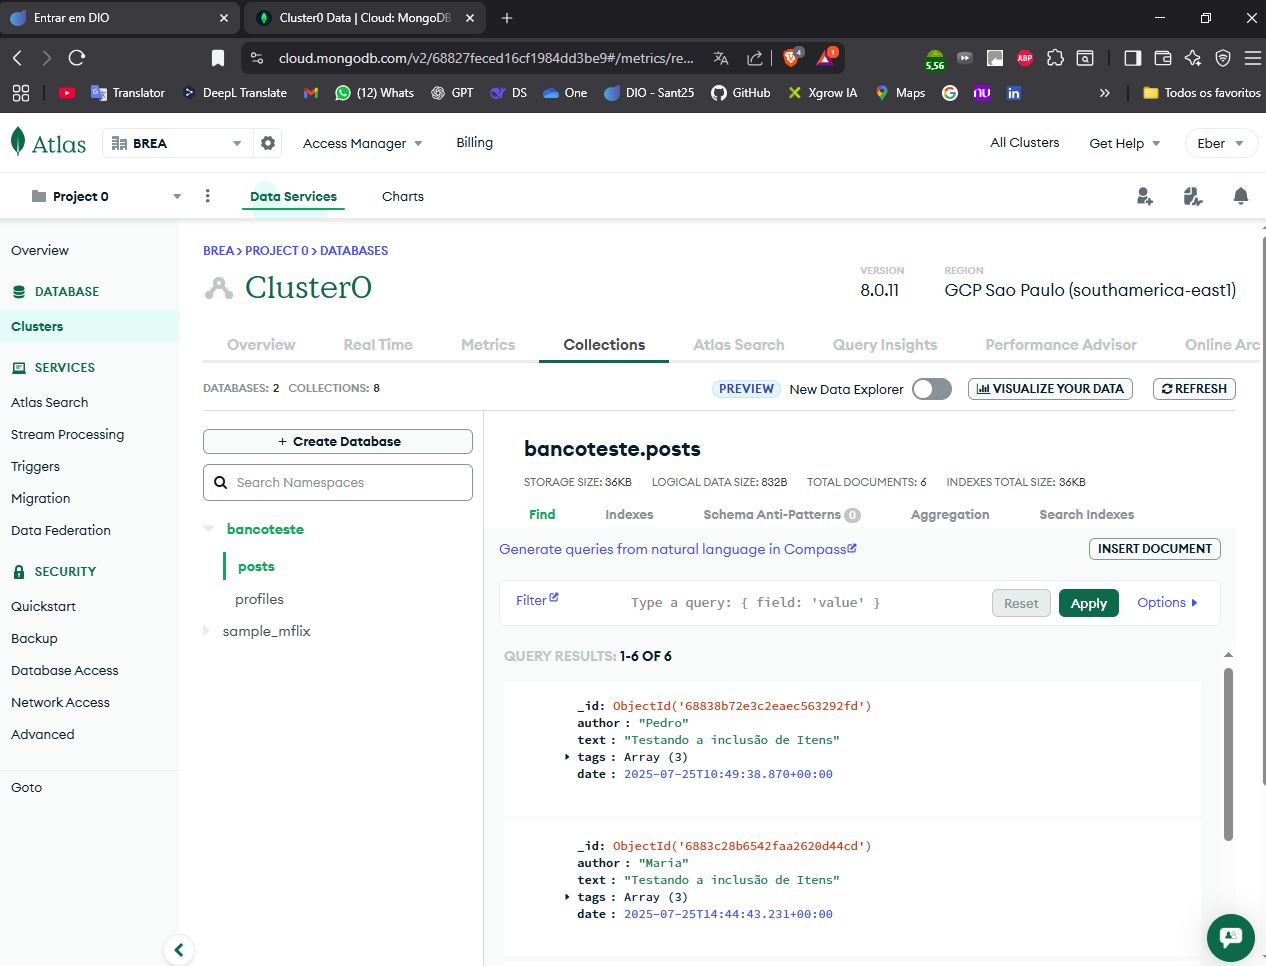 Entrar em DIO
Cluster0 Data | Cloud: MongoDB
cloud.mongodb.com/v2/68827feced16cf1984dd3be9#/metrics/re...
4
1
5,56
ABP
Translator
DeepL Translate
(12) Whats
GPT
DS
One
DIO - Sant25
GitHub
Xgrow IA
Maps
Todos os favoritos
Atlas
BREA
Access Manager
Billing
All Clusters
Get Help
Eber
Project 0
Data Services
Charts
Overview
DATABASE
Clusters
SERVICES
Atlas Search
Stream Processing
Triggers
Migration
Data Federation
SECURITY
Quickstart
Backup
Database Access
Network Access
Advanced
Goto
BREA > PROJECT 0 > DATABASES
Cluster0
VERSION
8.0.11
REGION
GCP Sao Paulo (southamerica-east1)
Overview
Real Time
Metrics
Collections
Atlas Search
Query Insights
Performance Advisor
Online Arc
DATABASES: 2 COLLECTIONS: 8
PREVIEW
New Data Explorer
VISUALIZE YOUR DATA
REFRESH
+ Create Database
Search Namespaces
bancoteste
posts
profiles
sample_mflix
bancoteste.posts
STORAGE SIZE: 36KB LOGICAL DATA SIZE: 832B TOTAL DOCUMENTS: 6 INDEXES TOTAL SIZE: 36KB
Find
Indexes
Schema Anti-Patterns 0
Aggregation
Search Indexes
Generate queries from natural language in Compass
INSERT DOCUMENT
Filter
Type a query: { field: 'value' }
Reset
Apply
Options
QUERY RESULTS: 1-6 OF 6
_id: ObjectId('68838b72e3c2eaec563292fd')
author : "Pedro"
text : "Testando a inclusão de Itens"
tags : Array (3)
date : 2025-07-25T10:49:38.870+00:00
_id: ObjectId('6883c28b6542faa2620d44cd')
author : "Maria"
text : "Testando a inclusão de Itens"
tags : Array (3)
date : 2025-07-25T14:44:43.231+00:00